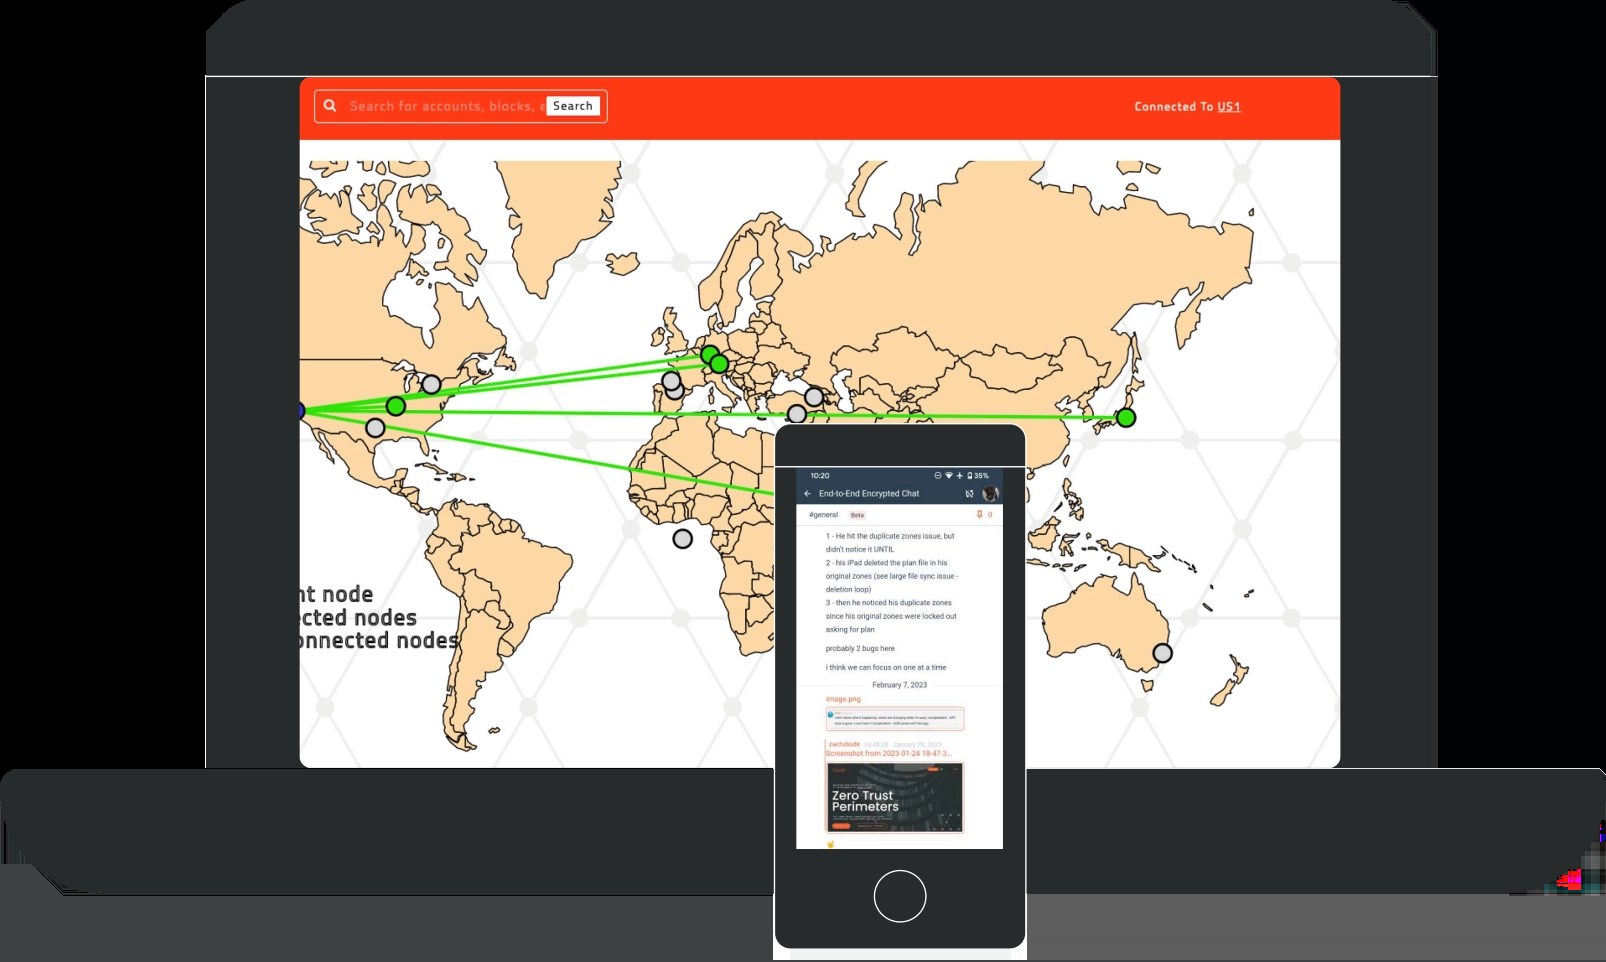 Search for accounts, blocks, e
Search
Connected To US1
nt node
ected nodes
onnected nodes
10:20
35%
End-to-End Encrypted Chat
#general
Beta
0
1 - He hit the duplicate zones issue, but
didn't notice it UNTIL
2 - his iPad deleted the plan file in his
original zones (see large file sync issue -
deletion loop)
3 - then he noticed his duplicate zones
since his original zones were locked out
asking for plan
probably 2 bugs here
i think we can focus on one at a time
February 7, 2023
image.png
zachdiode 16:48:38 January 24, 2023
Screenshot from 2023-01-24 18-47-3...
Zero Trust
Perimeters